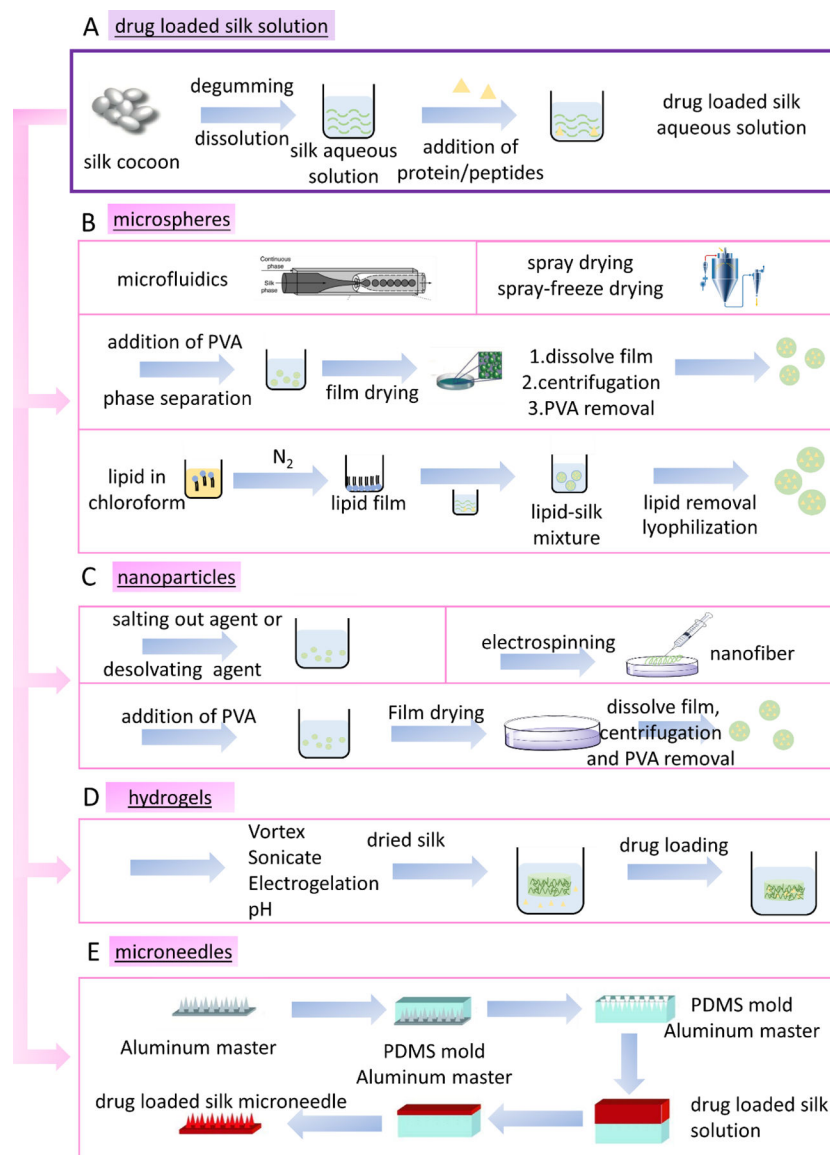 A drug loaded silk solution
silk cocoon
degumming
dissolution
silk aqueous
solution
addition of
protein/peptides
drug loaded silk
aqueous solution
B microspheres
microfluidics
Continuous
phase
Silk
phase
spray drying
spray-freeze drying
addition of PVA
phase separation
film drying
1.dissolve film
2.centrifugation
3.PVA removal
lipid in
chloroform
N2
lipid film
lipid-silk
mixture
lipid removal
lyophilization
C nanoparticles
salting out agent or
desolvating agent
electrospinning
nanofiber
addition of PVA
Film drying
dissolve film,
centrifugation
and PVA removal
D hydrogels
Vortex
Sonicate
Electrogelation
pH
dried silk
drug loading
E microneedles
Aluminum master
PDMS mold
Aluminum master
PDMS mold
Aluminum master
drug loaded silk
solution
drug loaded silk microneedle